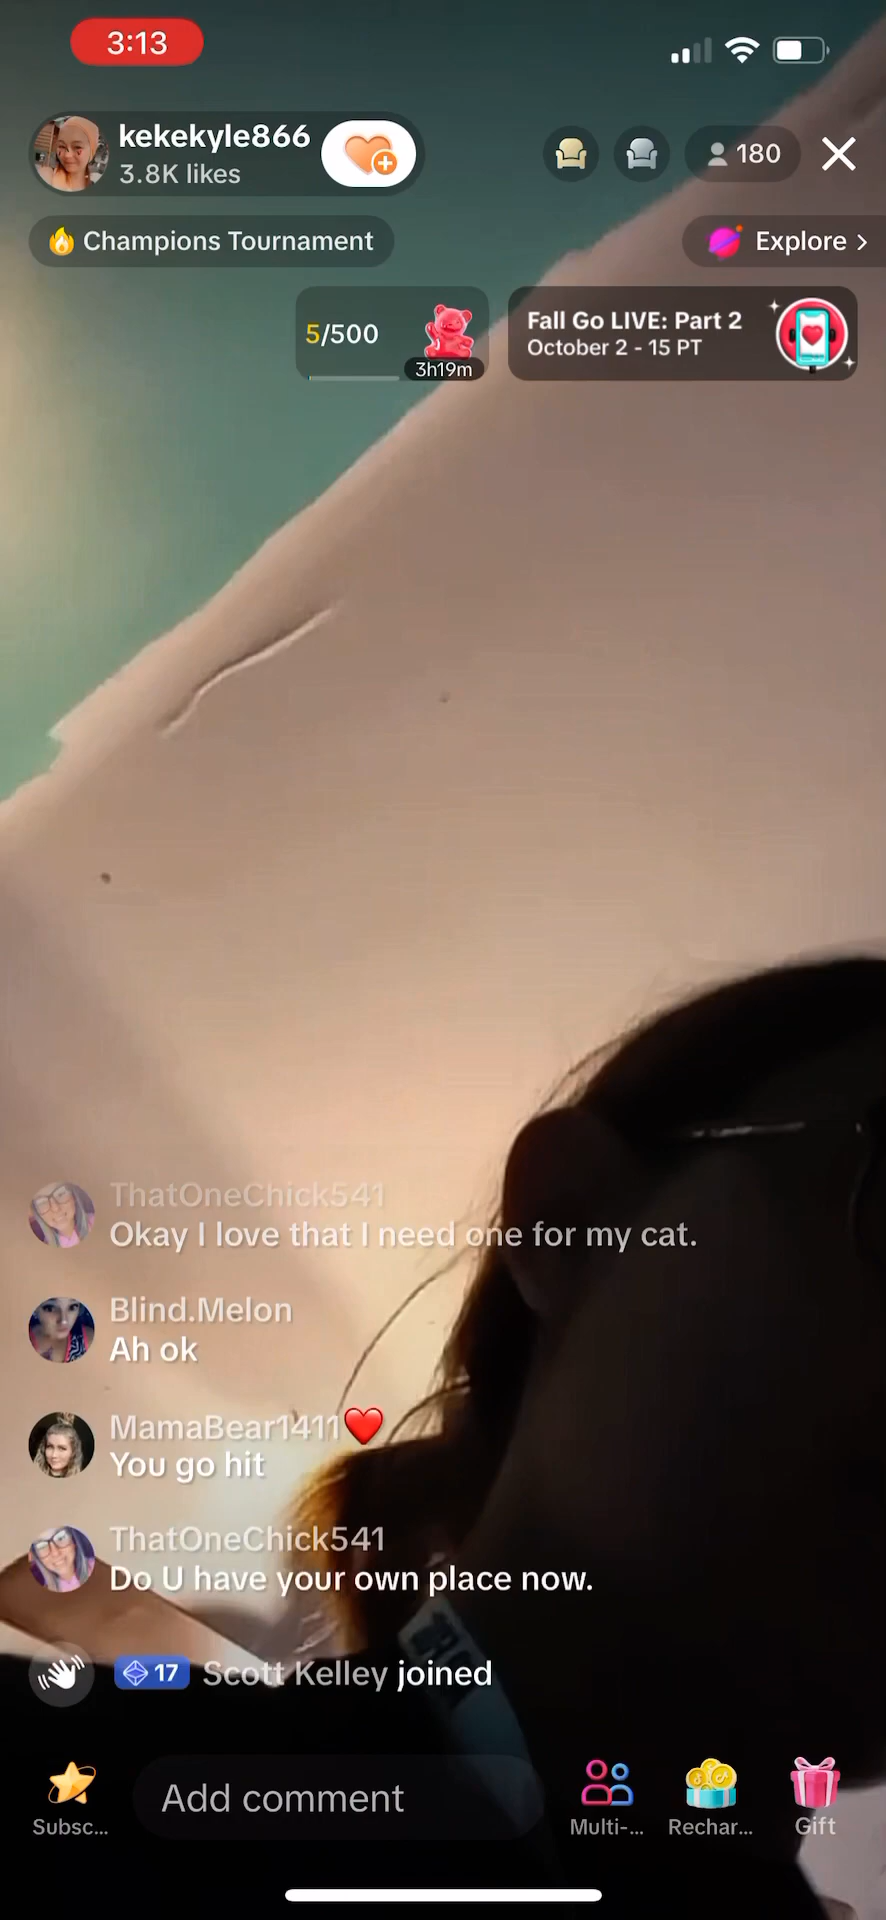 3:13
kekekyle866
3.8K likes
180
Champions Tournament
Explore >
5/500
3h19m
Fall Go LIVE: Part 2
October 2 - 15 PT
ThatOneChick541
Okay I love that I need one for my cat.
Blind.Melon
Ah ok
MamaBear1411❤️
You go hit
ThatOneChick541
Do U have your own place now.
17 Scott Kelley joined
Add comment
Subsc...
Multi-...
Rechar...
Gift